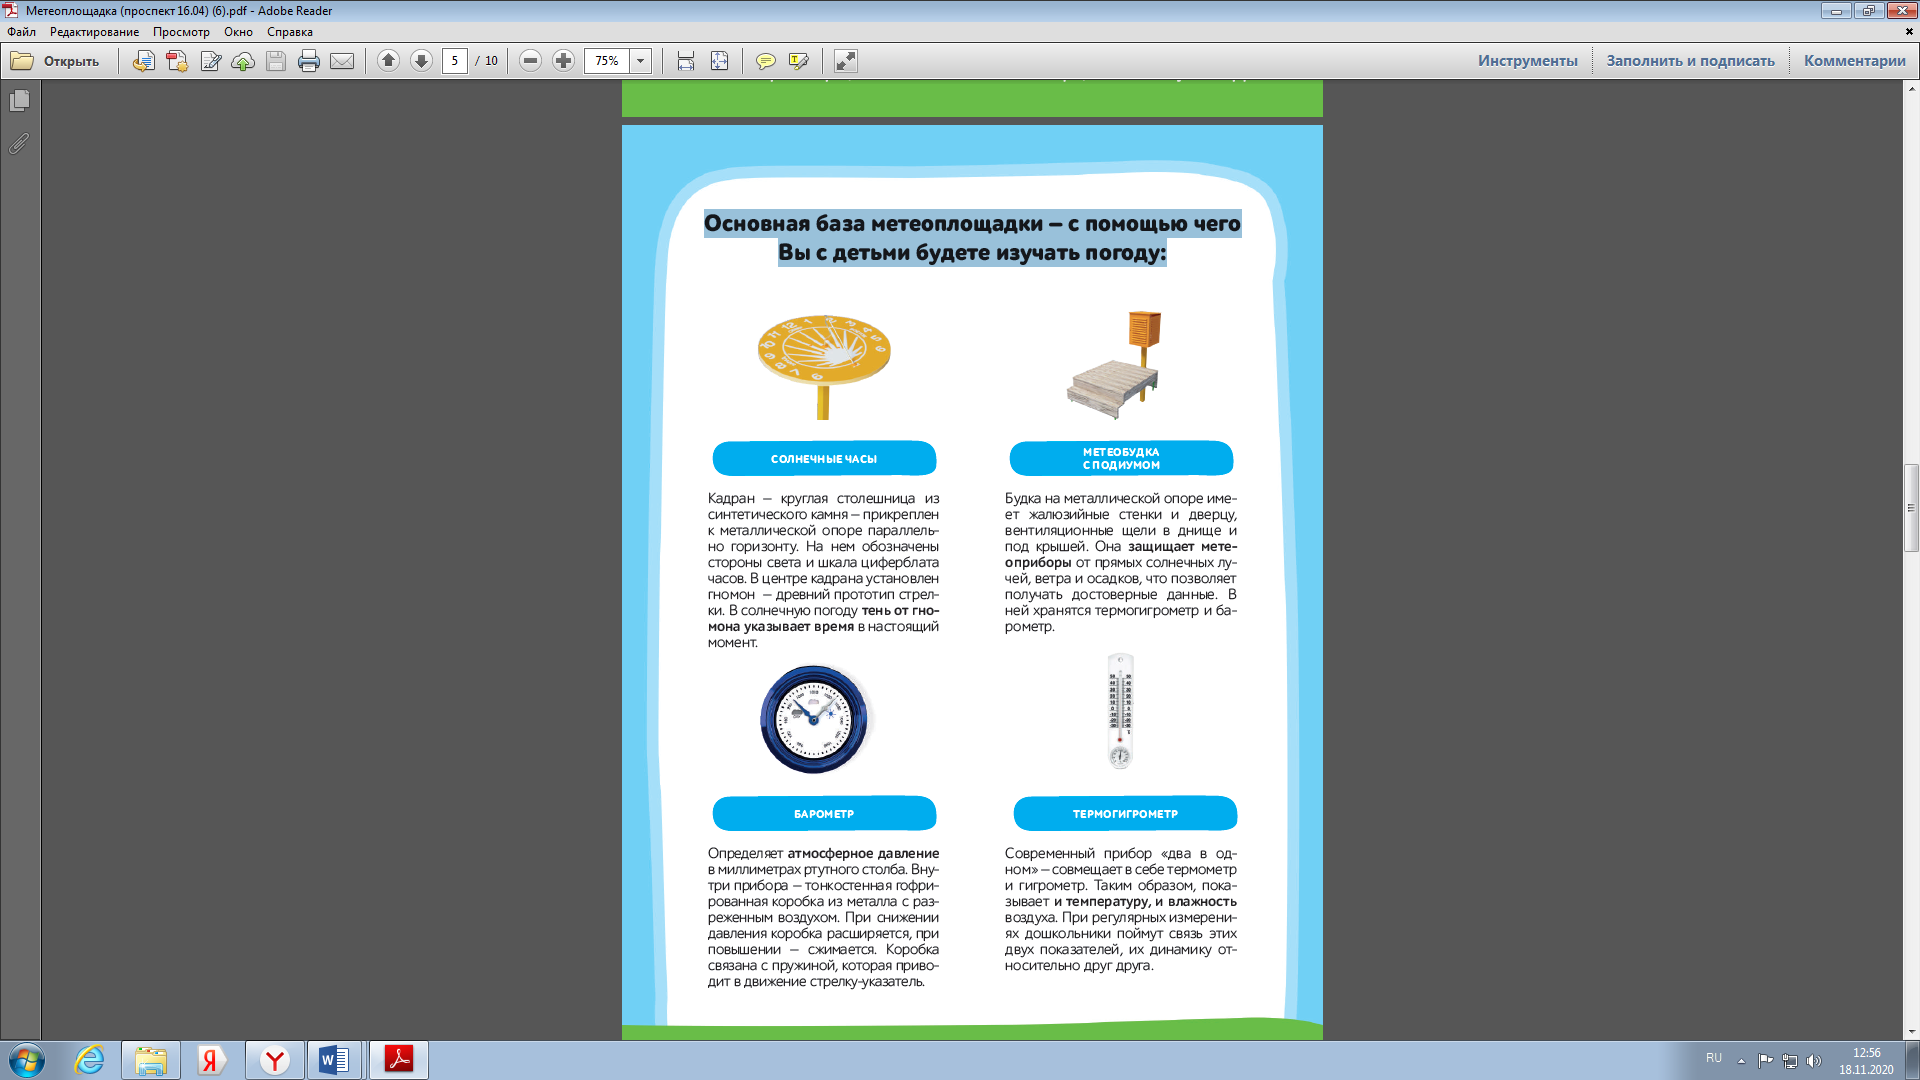 Метеоплощадка (проспект 16.04) (6).pdf - Adobe Reader
Файл Редактирование Просмотр Окно Справка
Открыть 5 / 10 75% Инструменты Заполнить и подписать Комментарии
Основная база метеоплощадки – с помощью чего
Вы с детьми будете изучать погоду:
СОЛНЕЧНЫЕ ЧАСЫ
Кадран – круглая столешница из
синтетического камня – прикреплен
к металлической опоре параллель-
но горизонту. На нем обозначены
стороны света и шкала циферблата
часов. В центре кадрана установлен
гномон – древний прототип стрел-
ки. В солнечную погоду тень от гно-
мона указывает время в настоящий
момент.
МЕТЕОБУДКА
С ПОДИУМОМ
Будка на металлической опоре име-
ет жалюзийные стенки и дверцу,
вентиляционные щели в днище и
под крышей. Она защищает мете-
оприборы от прямых солнечных лу-
чей, ветра и осадков, что позволяет
получать достоверные данные. В
ней хранятся термогигрометр и ба-
рометр.
БАРОМЕТР
Определяет атмосферное давление
в миллиметрах ртутного столба. Вну-
три прибора – тонкостенная гофри-
рованная коробка из металла с раз-
реженным воздухом. При снижении
давления коробка расширяется, при
повышении – сжимается. Коробка
связана с пружиной, которая приво-
дит в движение стрелку-указатель.
ТЕРМОГИГРОМЕТР
Современный прибор «два в од-
ном» – совмещает в себе термометр
и гигрометр. Таким образом, пока-
зывает и температуру, и влажность
воздуха. При регулярных измерени-
ях дошкольники поймут связь этих
двух показателей, их динамику от-
носительно друг друга.
RU
12:56
18.11.2020